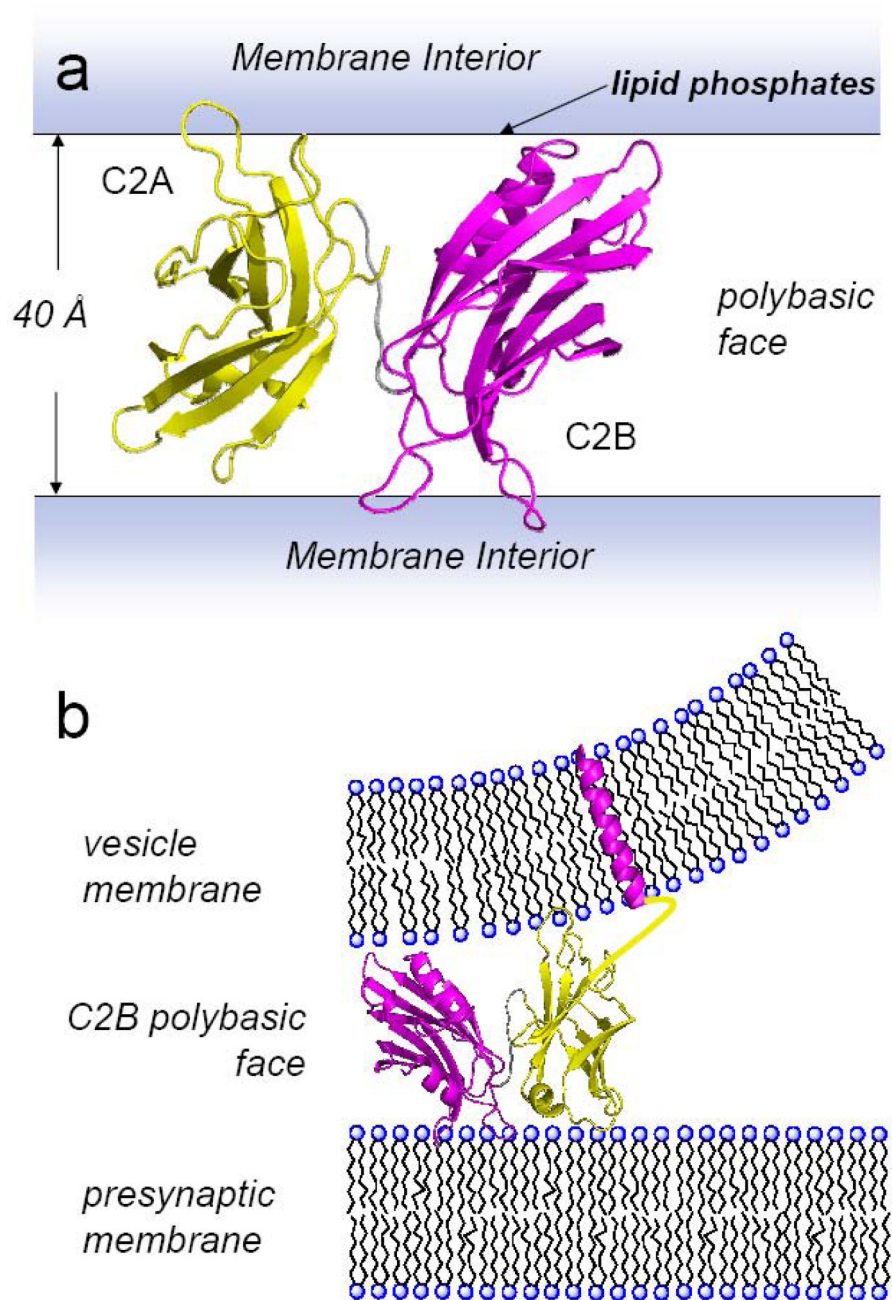 a
Membrane Interior
lipid phosphates
C2A
40 Å
polybasic
face
C2B
Membrane Interior
b
vesicle
membrane
C2B polybasic
face
presynaptic
membrane